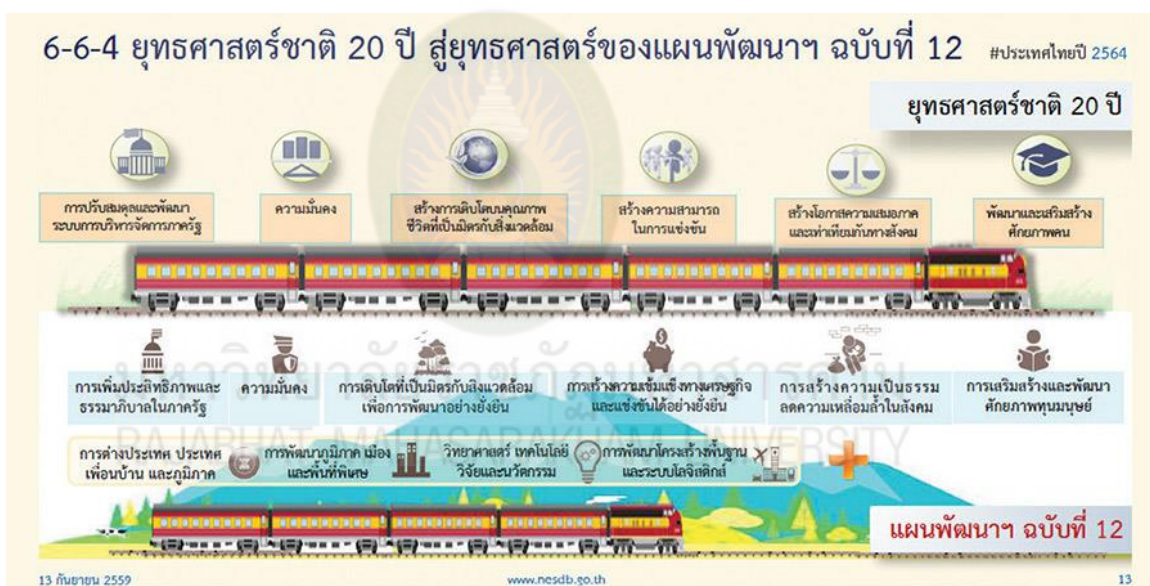 6-6-4 ยุทธศาสตร์ชาติ 20 ปี สู่ยุทธศาสตร์ของแผนพัฒนาฯ ฉบับที่ 12 #ประเทศไทยปี 2564
ยุทธศาสตร์ชาติ 20 ปี
การปรับสมดุลและพัฒนา
ระบบการบริหารจัดการภาครัฐ
ความมั่นคง
สร้างการเติบโตบนคุณภาพ
ชีวิตที่เป็นมิตรกับสิ่งแวดล้อม
สร้างความสามารถ
ในการแข่งขัน
สร้างโอกาสความเสมอภาค
และเท่าเทียมกันทางสังคม
พัฒนาและเสริมสร้าง
ศักยภาพคน
การเพิ่มประสิทธิภาพและ
ธรรมาภิบาลในภาครัฐ
ความมั่นคง
การเติบโตที่เป็นมิตรกับสิ่งแวดล้อม
เพื่อการพัฒนาอย่างยั่งยืน
การสร้างความเข้มแข็งทางเศรษฐกิจ
และแข่งขันได้อย่างยั่งยืน
การสร้างความเป็นธรรม
ลดความเหลื่อมล้ำในสังคม
การเสริมสร้างและพัฒนา
ศักยภาพทุนมนุษย์
มหาวิทยาลัยราชภัฏมหาสารคาม
RAJABHAT MAHASARAKHAM UNIVERSITY
การต่างประเทศ ประเทศ
เพื่อนบ้าน และภูมิภาค
การพัฒนาภูมิภาค เมือง
และพื้นที่พิเศษ
วิทยาศาสตร์ เทคโนโลยี
วิจัยและนวัตกรรม
การพัฒนาโครงสร้างพื้นฐาน
และระบบโลจิสติกส์
แผนพัฒนาฯ ฉบับที่ 12
13 กันยายน 2559
www.nesdb.go.th
13